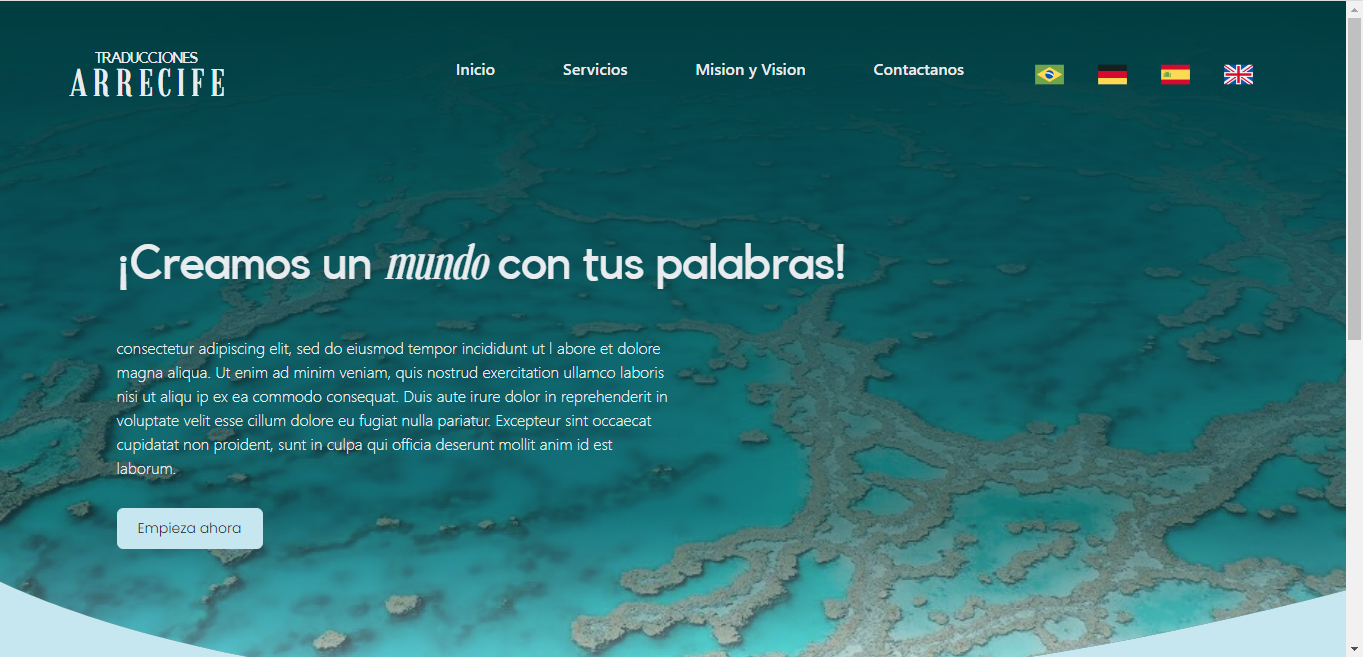 TRADUCCIONES
ARRECIFE
Inicio
Servicios
Mision y Vision
Contactanos
¡Creamos un mundo con tus palabras!
consectetur adipiscing elit, sed do eiusmod tempor incididunt ut l abore et dolore
magna aliqua. Ut enim ad minim veniam, quis nostrud exercitation ullamco laboris
nisi ut aliqu ip ex ea commodo consequat. Duis aute irure dolor in reprehenderit in
voluptate velit esse cillum dolore eu fugiat nulla pariatur. Excepteur sint occaecat
cupidatat non proident, sunt in culpa qui officia deserunt mollit anim id est
laborum.
Empieza ahora